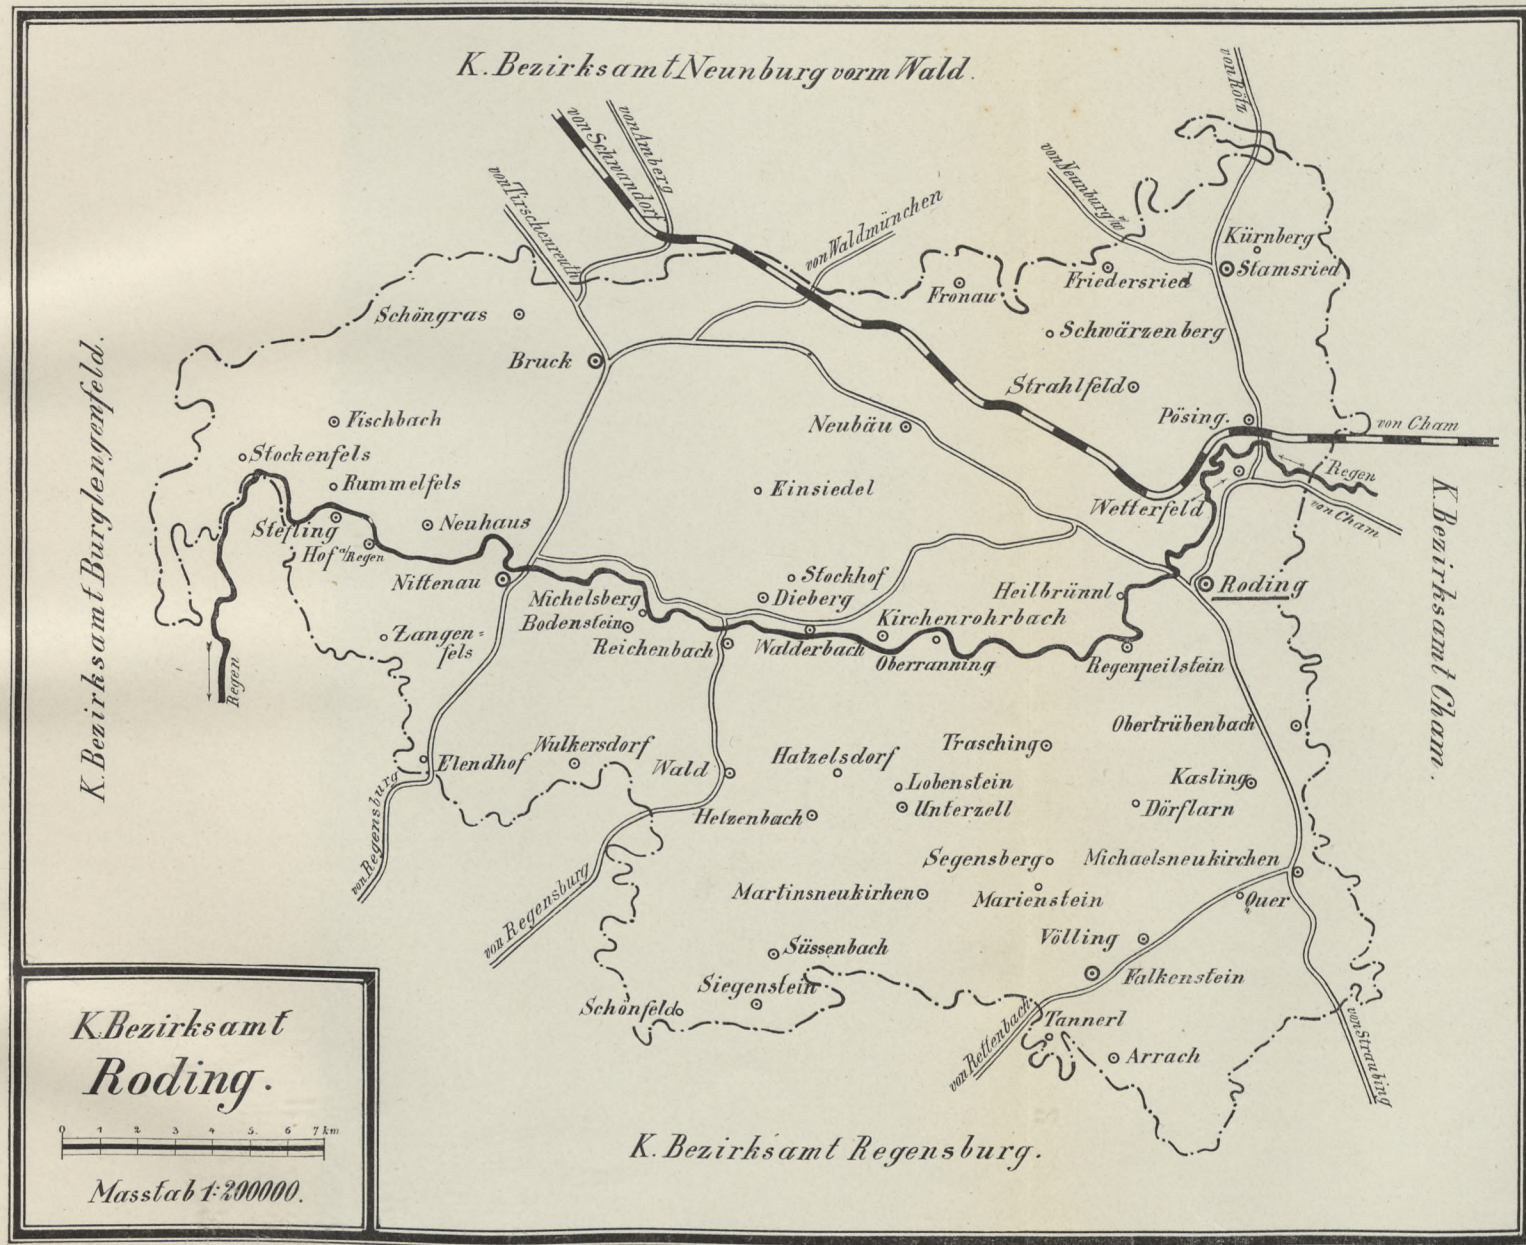 K. Bezirksamt Neunburg vorm Wald.
von Rötz
von Amberg
von Schwandorf
von Neunburg v/W
von Tirschenreuth
von Waldmünchen
Kürnberg
Stamsried
Friedersried
Fronau
Schöngras
Schwärzenberg
Bruck
Strahlfeld
Pösing.
von Cham
Fischbach
Neubäu
Stockenfels
Regen
Rummelfels
Einsiedel
Wetterfeld
von Cham
Stefling
Neuhaus
Hof a/Regen
Nittenau
Stockhof
Roding
Michelsberg
Dieberg
Heilbrünnl
Bodenstein
Kirchenrohrbach
Zangen=
fels
Reichenbach
Walderbach
Oberranning
Regenpeilstein
Regen
K. Bezirksamt Burglengenfeld.
K. Bezirksamt Cham.
Obertrübenbach
Wulkersdorf
Trasching
Elendhof
Wald
Hatzelsdorf
Lobenstein
Kasling
Unterzell
Dörflarn
Hetzenbach
von Regensburg
Segensberg
Michaelsneukirchen
Martinsneukirhen
Marienstein
Quer
von Regensburg
Völling
Süssenbach
Falkenstein
Siegenstein
Schönfeld
Tannerl
von Rettenbach
Arrach
von Straubing
K. Bezirksamt Regensburg.
K. Bezirksamt
Roding.
0 1 2 3 4 5. 6 7 km
Masstab 1:200000.